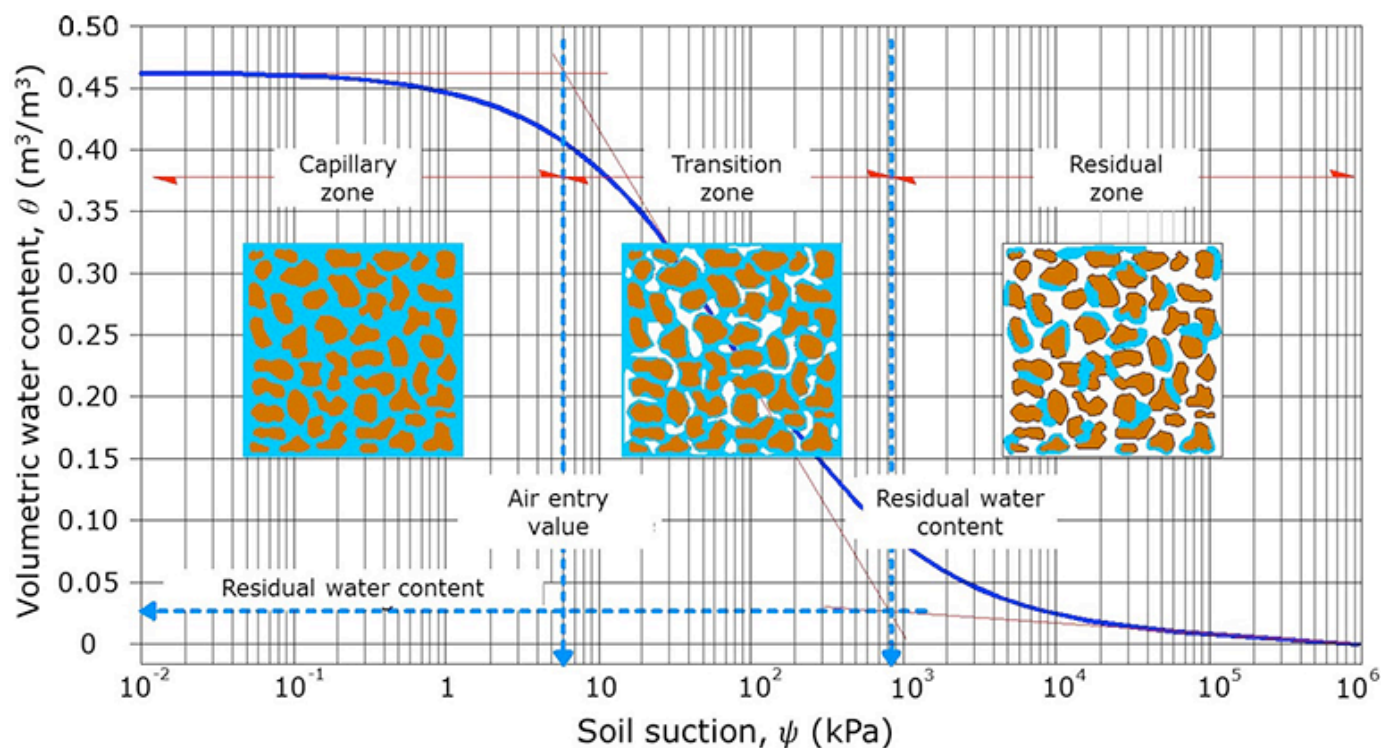 0.50
0.45
0.40
0.35
0.30
0.25
0.20
0.15
0.10
0.05
0
Volumetric water content, θ (m³/m³)
Capillary
zone
Transition
zone
Residual
zone
Air entry
value
Residual water
content
Residual water content
10⁻² 10⁻¹ 1 10 10² 10³ 10⁴ 10⁵ 10⁶
Soil suction, ψ (kPa)